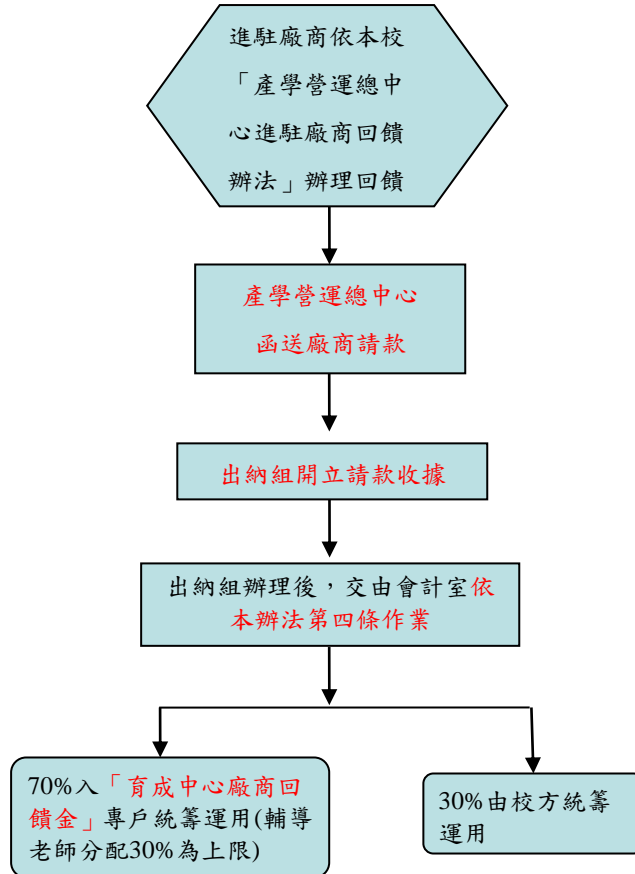 進駐廠商依本校
「產學營運總中
心進駐廠商回饋
辦法」辦理回饋
產學營運總中心
函送廠商請款
出納組開立請款收據
出納組辦理後，交由會計室依
本辦法第四條作業
70%入「育成中心廠商回
饋金」專戶統籌運用(輔導
老師分配30%為上限)
30%由校方統籌
運用